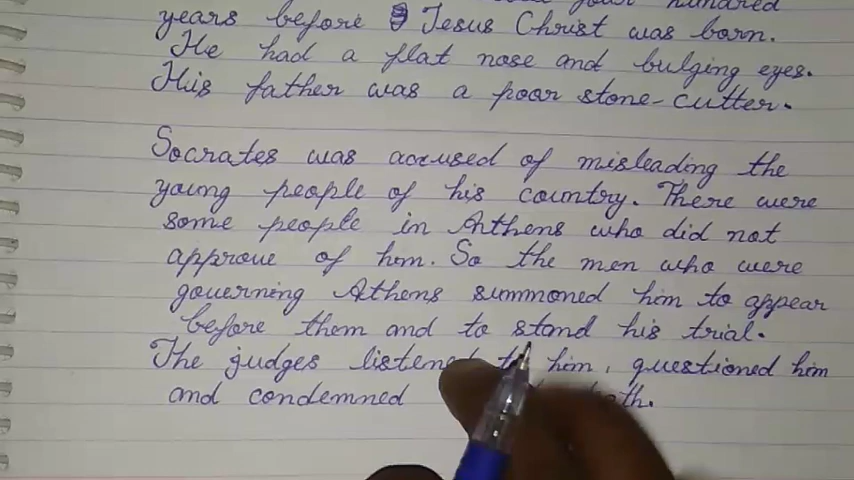 hundred
years before Jesus Christ was born.
He had a flat nose and bulging eyes.
His father was a poor stone-cutter.
Socrates was accused of misleading the
young people of his country. There were
some people in Anthens who did not
approve of him. So the men who were
governing Athens summoned him to appear
before them and to stand his trial.
The judges listened to him, questioned him
and condemned